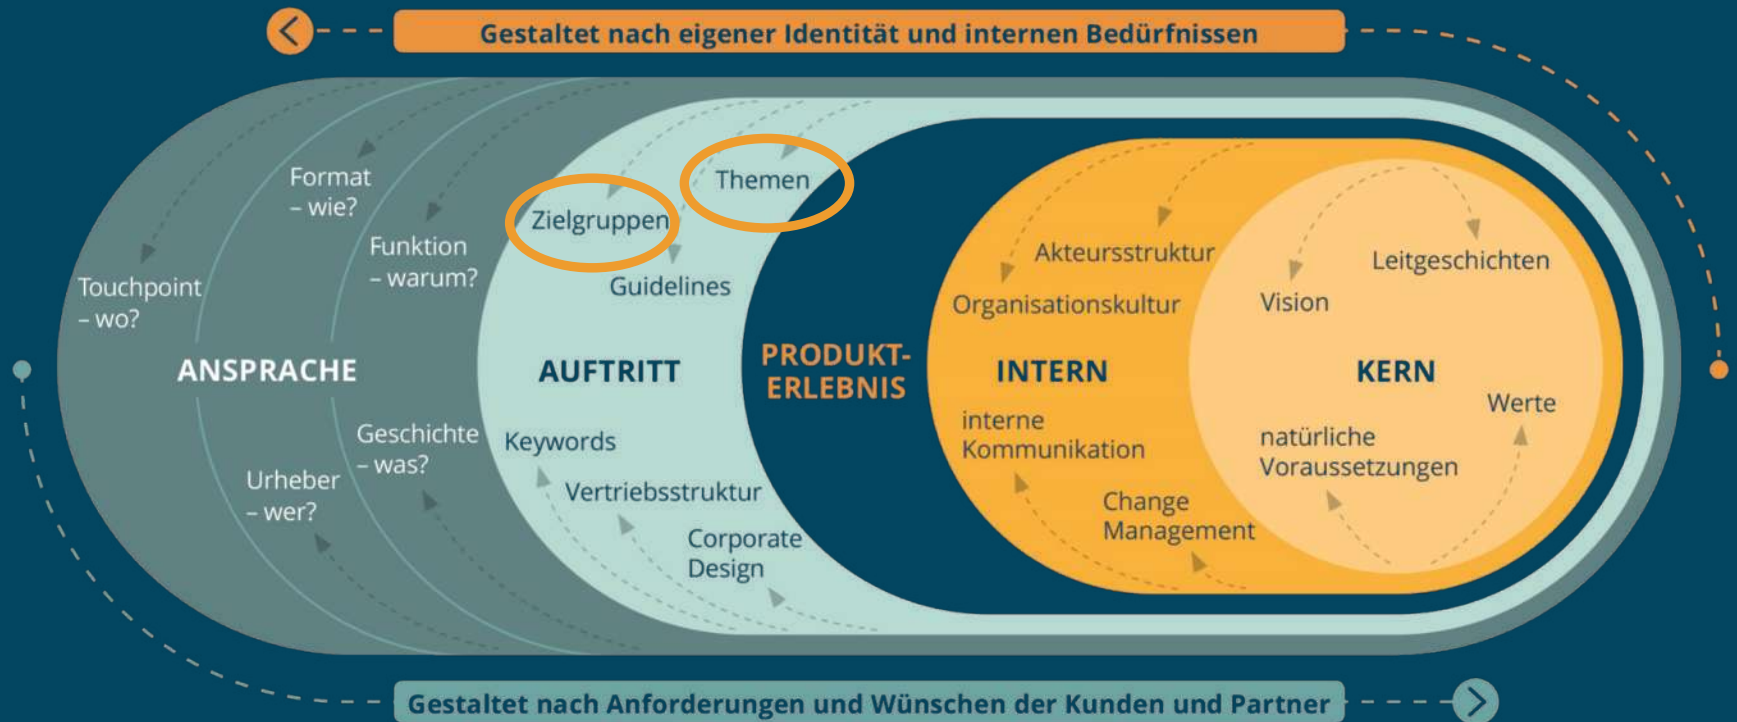 Gestaltet nach eigener Identität und internen Bedürfnissen
Touchpoint
– wo?
Format
– wie?
Funktion
– warum?
ANSPRACHE
Urheber
– wer?
Geschichte
– was?
Zielgruppen
Themen
Guidelines
AUFTRITT
Keywords
Vertriebsstruktur
Corporate
Design
PRODUKT-
ERLEBNIS
Akteursstruktur
Organisationskultur
INTERN
interne
Kommunikation
Change
Management
Leitgeschichten
Vision
KERN
Werte
natürliche
Voraussetzungen
Gestaltet nach Anforderungen und Wünschen der Kunden und Partner